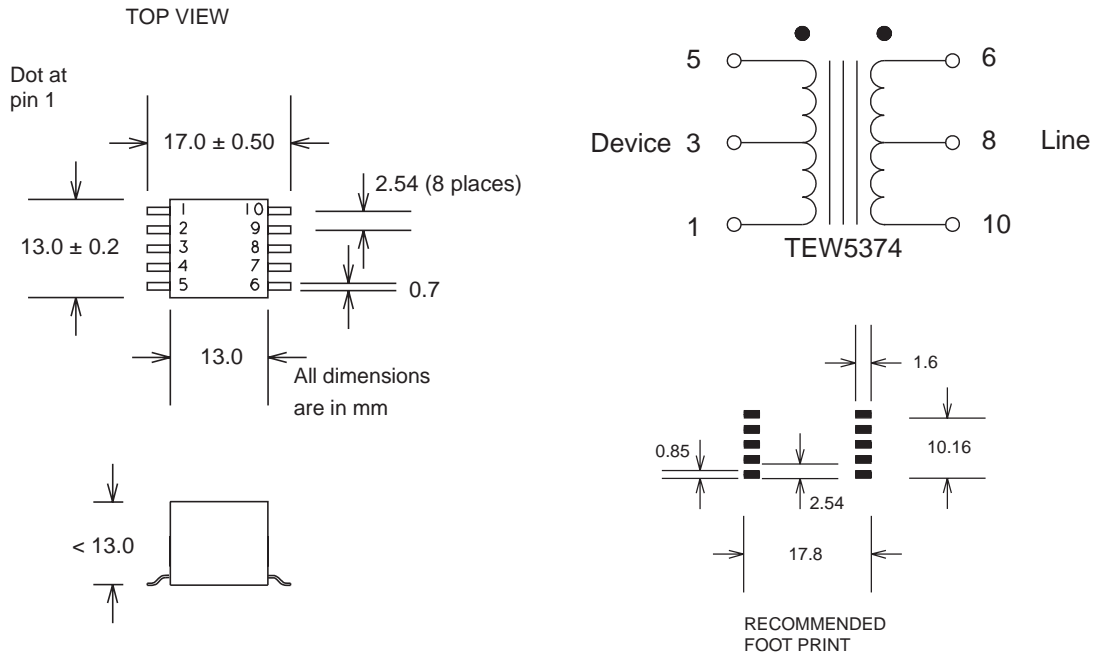 TOP VIEW
Dot at
pin 1
17.0 ± 0.50
2.54 (8 places)
13.0 ± 0.2
1 10
2 9
3 8
4 7
5 6
0.7
13.0
All dimensions
are in mm
< 13.0
5 6
Device 3 8 Line
1 10
TEW5374
1.6
0.85
10.16
2.54
17.8
RECOMMENDED
FOOT PRINT